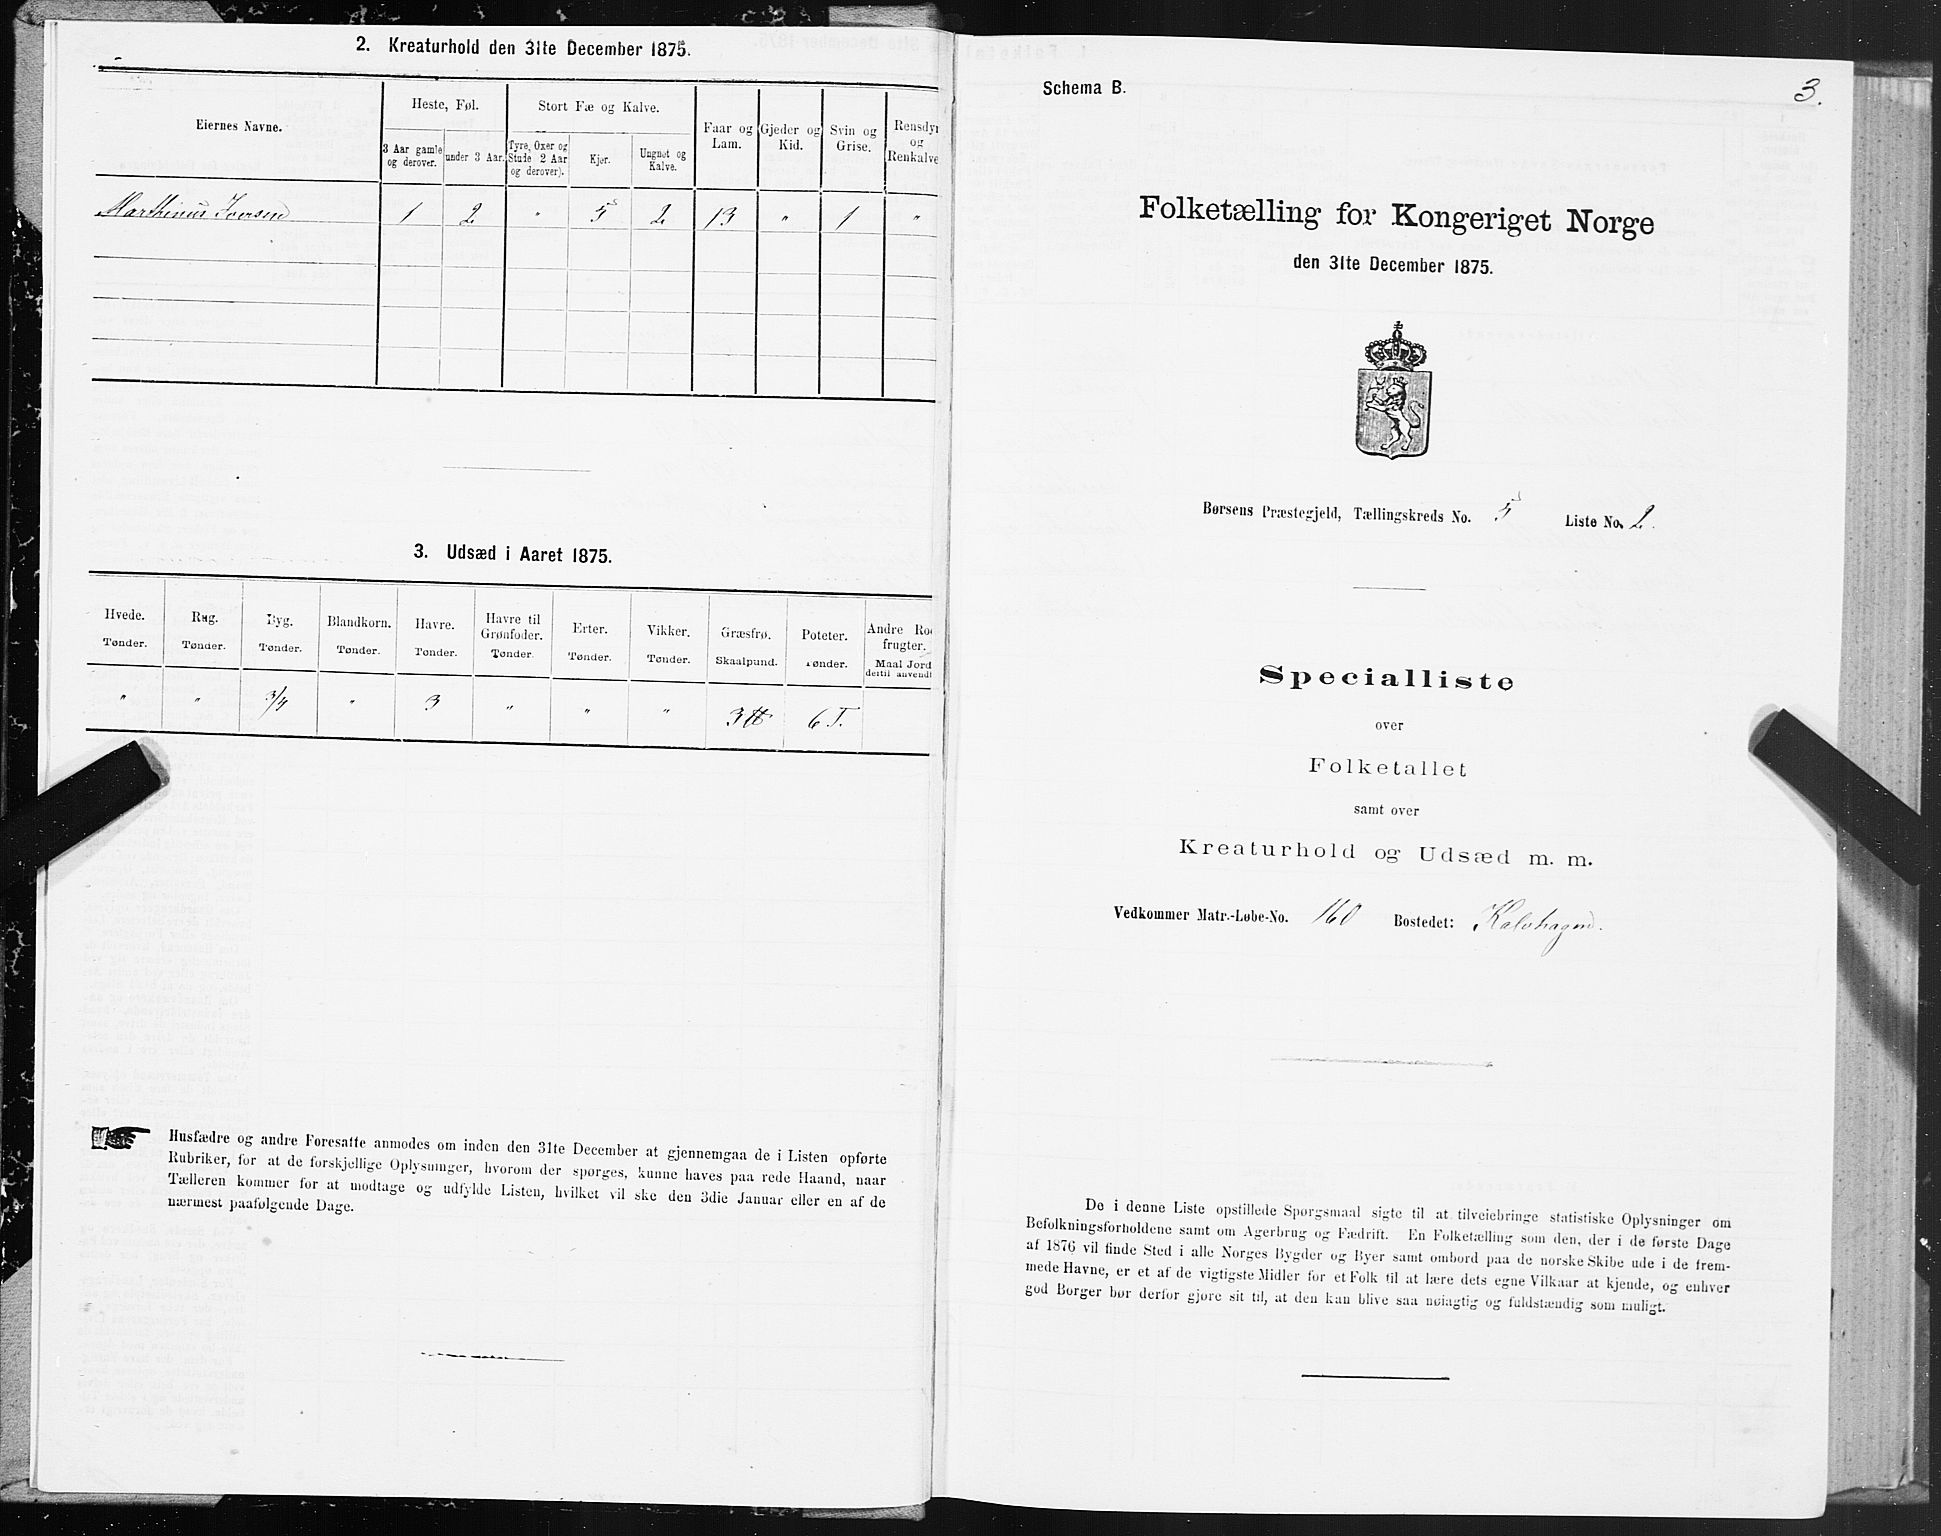 2. Kreaturhold den 31te December 1875.
Eiernes Navne.
Heste, Føl.
Stort Fæ og Kalve.
Faar og Lam.
Gjeder og Kid.
Svin og Grise.
Rensdyr og Renkalve
3 Aar gamle og derover.
under 3 Aar.
Tyre, Oxer og Stude 2 Aar og derover).
Kjør.
Ungnøt og Kalve.
Marthinus Iversen 1 2 " 5 2 13 " 1 "
3. Udsæd i Aaret 1875.
Hvede. Rug. Byg. Blandkorn. Havre. Havre til Grønfoder. Erter. Vikker. Græsfrø. Poteter. Andre Ro frugter.
Tønder. Tønder. Tønder. Tønder. Tønder. Tønder. Tønder. Tønder. Skaalpund. Tønder. Maal Jord dertil anvendt
" " 3/4 " 3 " " " 3 ℔ 6 T.
Husfædre og andre Foresatte anmodes om inden den 31te December at gjennemgaa de i Listen opførte
Rubriker, for at de forskjellige Oplysninger, hvorom der spørges, kunne haves paa rede Haand, naar
Tælleren kommer for at modtage og udfylde Listen, hvilket vil ske den 3die Januar eller en af de
nærmest paafølgende Dage.
Schema B.
3.
Folketælling for Kongeriget Norge
den 31te December 1875.
Børsens Præstegjeld, Tællingskreds No. 5 Liste No. 2.
Specialliste
over
Folketallet
samt over
Kreaturhold og Udsæd m. m.
Vedkommer Matr.-Løbe-No. 160 Bostedet: Kalvhagen.
De i denne Liste opstillede Spørgsmaal sigte til at tilveiebringe statistiske Oplysninger om
Befolkningsforholdene samt om Agerbrug og Fædrift. En Folketælling som den, der i de første Dage
af 1876 vil finde Sted i alle Norges Bygder og Byer samt ombord paa de norske Skibe ude i de frem-
mede Havne, er et af de vigtigste Midler for et Folk til at lære dets egne Vilkaar at kjende, og enhver
god Borger bør derfor gjøre sit til, at den kan blive saa nøiagtig og fuldstændig som muligt.